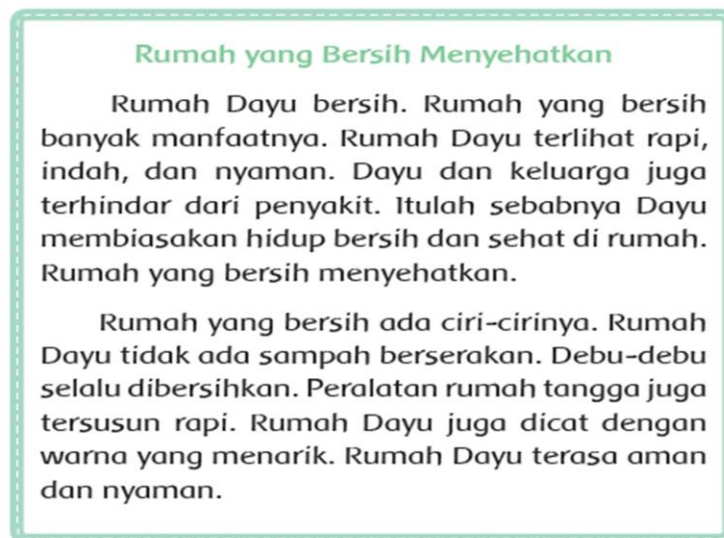 Rumah yang Bersih Menyehatkan
Rumah Dayu bersih. Rumah yang bersih
banyak manfaatnya. Rumah Dayu terlihat rapi,
indah, dan nyaman. Dayu dan keluarga juga
terhindar dari penyakit. Itulah sebabnya Dayu
membiasakan hidup bersih dan sehat di rumah.
Rumah yang bersih menyehatkan.
Rumah yang bersih ada ciri-cirinya. Rumah
Dayu tidak ada sampah berserakan. Debu-debu
selalu dibersihkan. Peralatan rumah tangga juga
tersusun rapi. Rumah Dayu juga dicat dengan
warna yang menarik. Rumah Dayu terasa aman
dan nyaman.